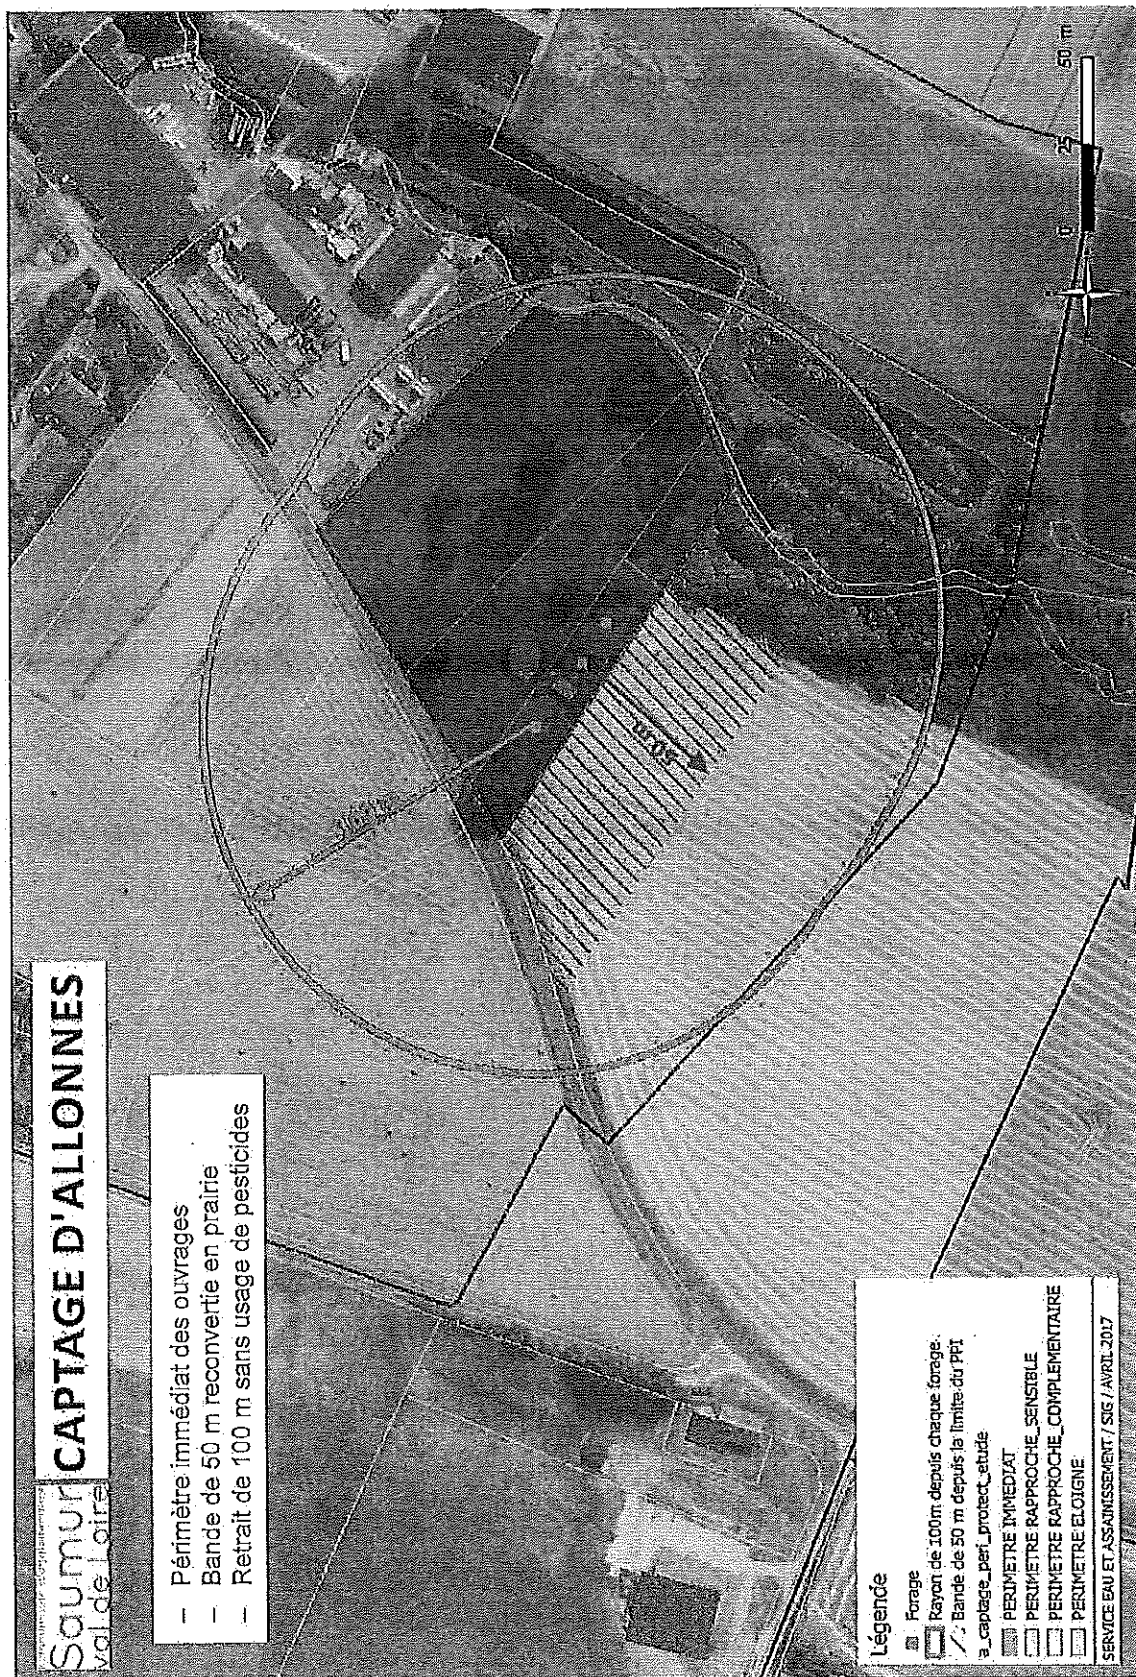 Saumur
val de Loire
CAPTAGE D'ALLONNES
– Périmètre immédiat des ouvrages
– Bande de 50 m reconvertie en prairie
– Retrait de 100 m sans usage de pesticides
50 m
Légende
Forage
Rayon de 100m depuis chaque forage
Bande de 50 m depuis la limite du PPI
a_captage_peri_protect_etude
PERIMETRE IMMEDIAT
PERIMETRE RAPPROCHE_SENSIBLE
PERIMETRE RAPPROCHE_COMPLEMENTAIRE
PERIMETRE ELOIGNE
SERVICE EAU ET ASSAINISSEMENT / SIG / AVRIL 2017
0 25 50 m